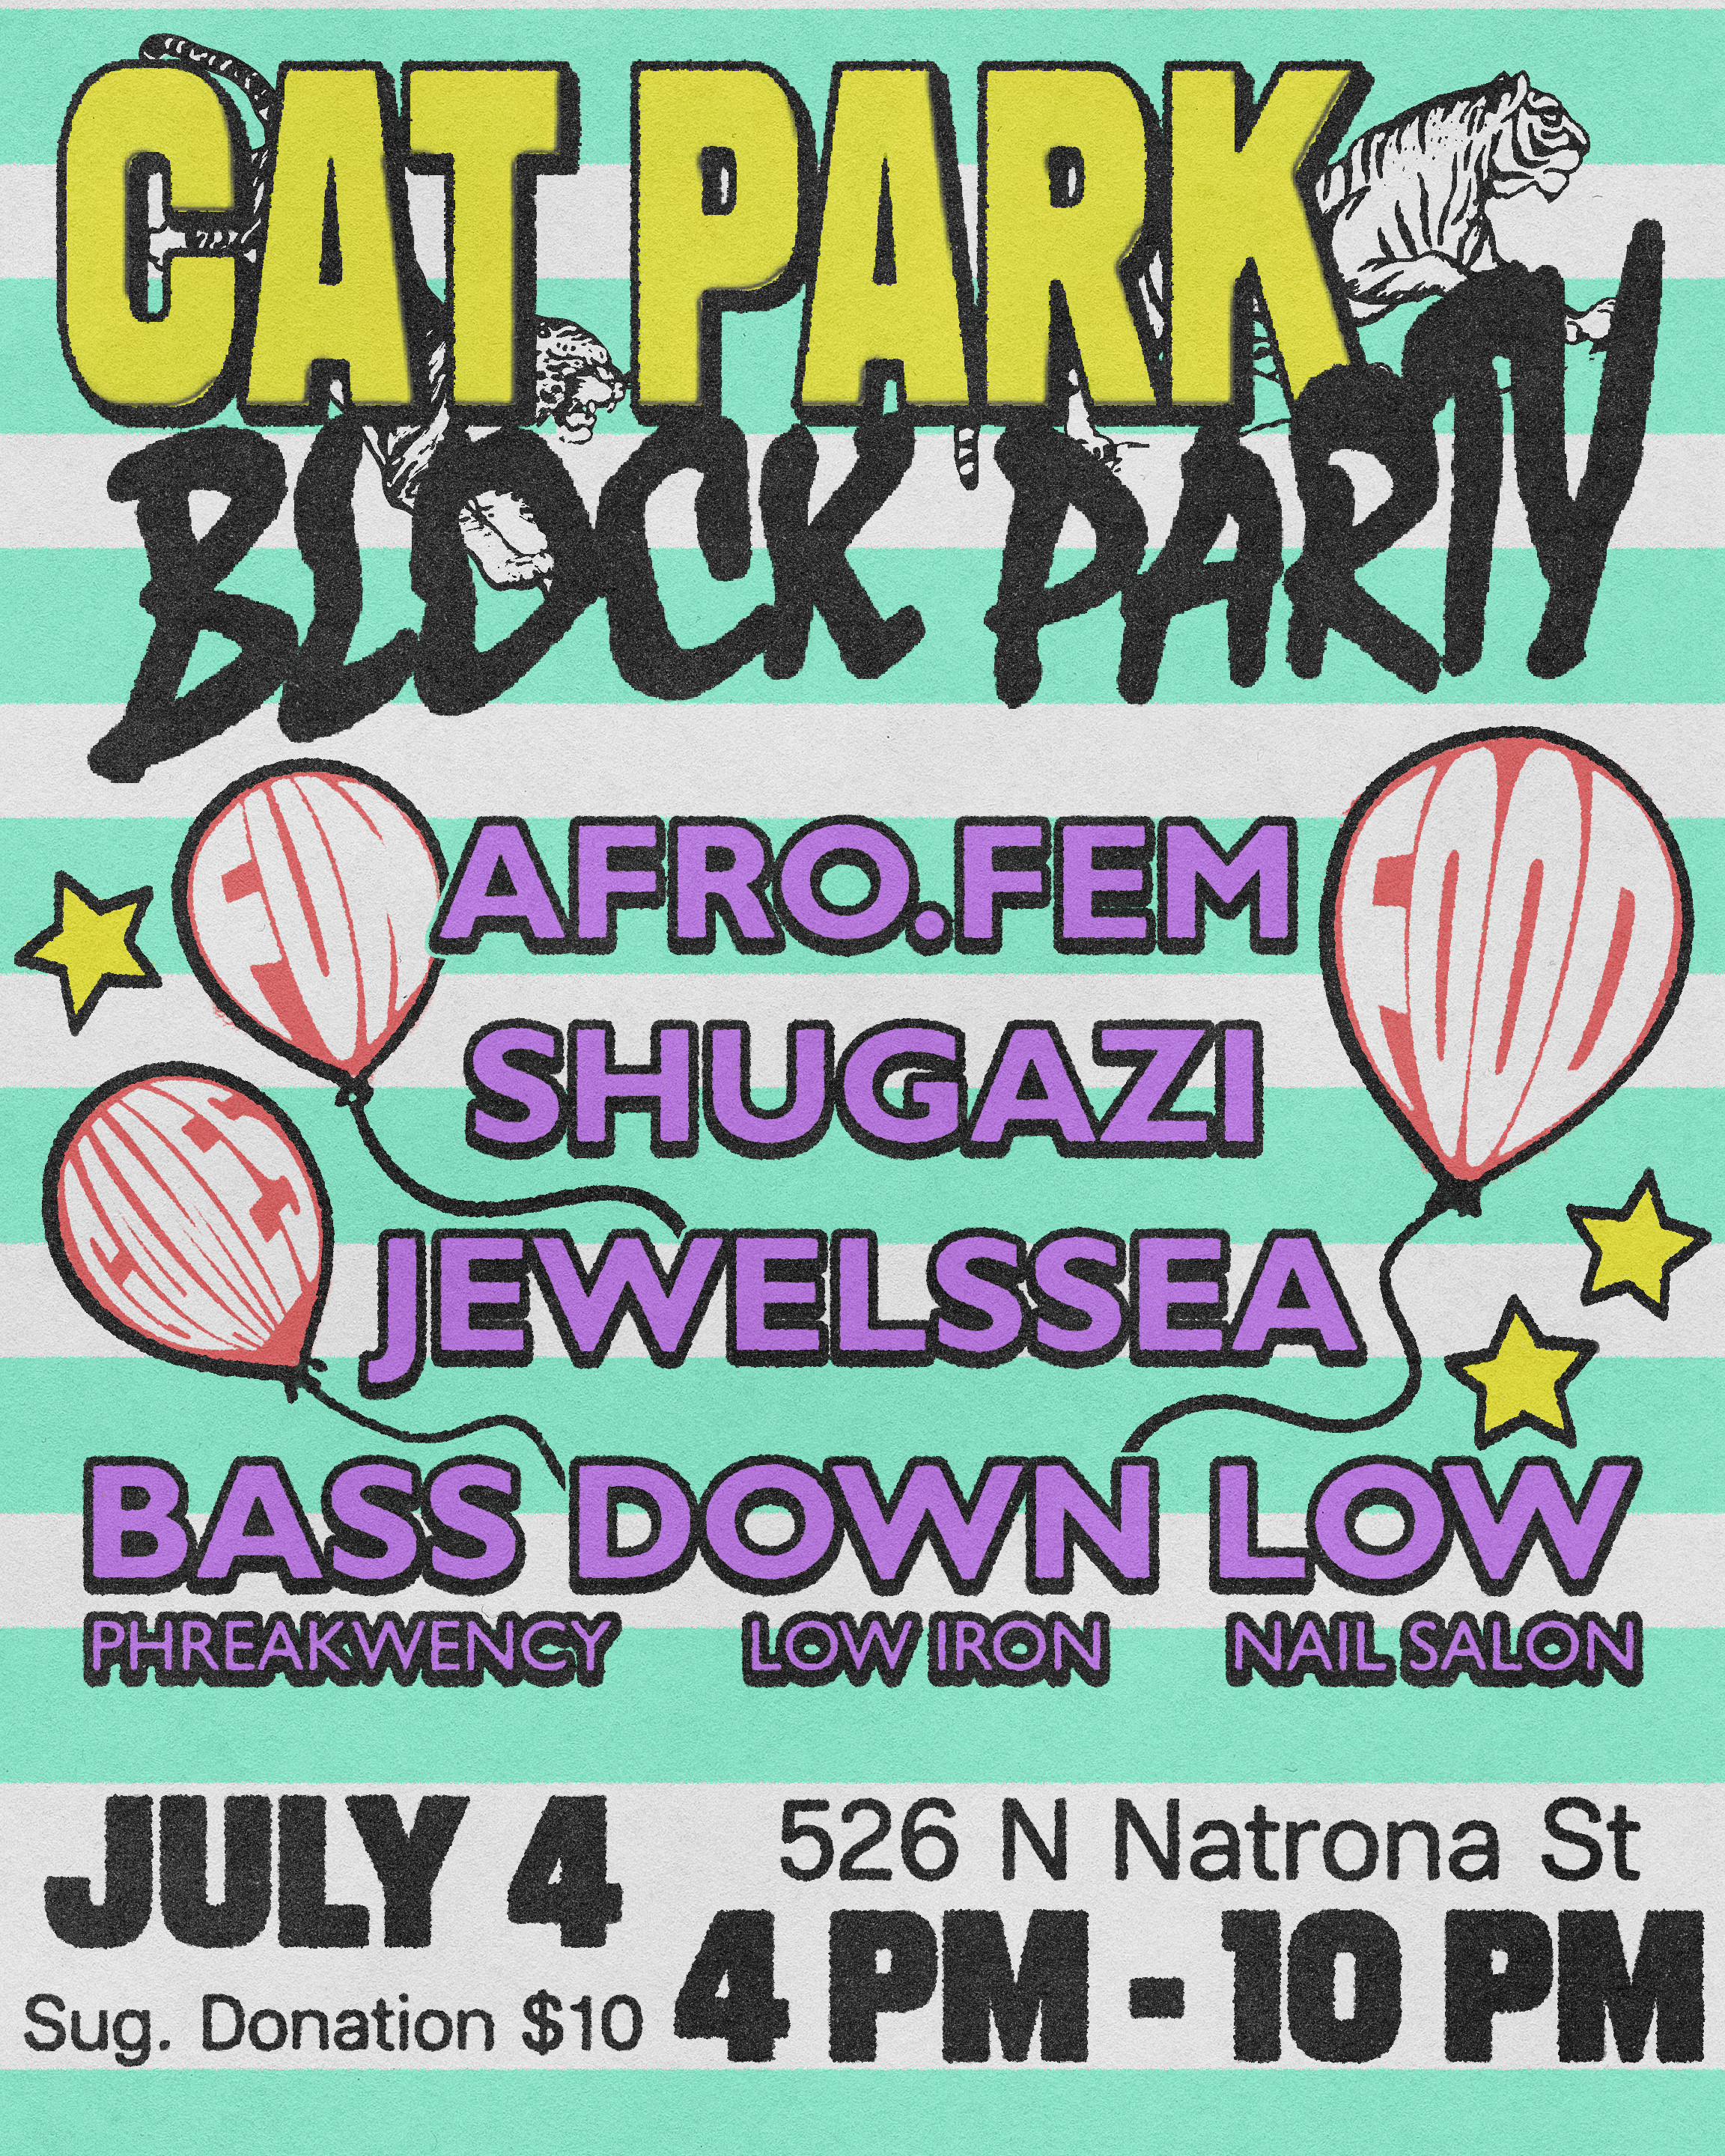 CAT PARK
BLOCK PARTY
FUN
FOOD
GAMES
AFRO.FEM
SHUGAZI
JEWELSSEA
BASS DOWN LOW
PHREAKWENCY LOW IRON NAIL SALON
JULY 4
526 N Natrona St
Sug. Donation $10
4 PM - 10 PM